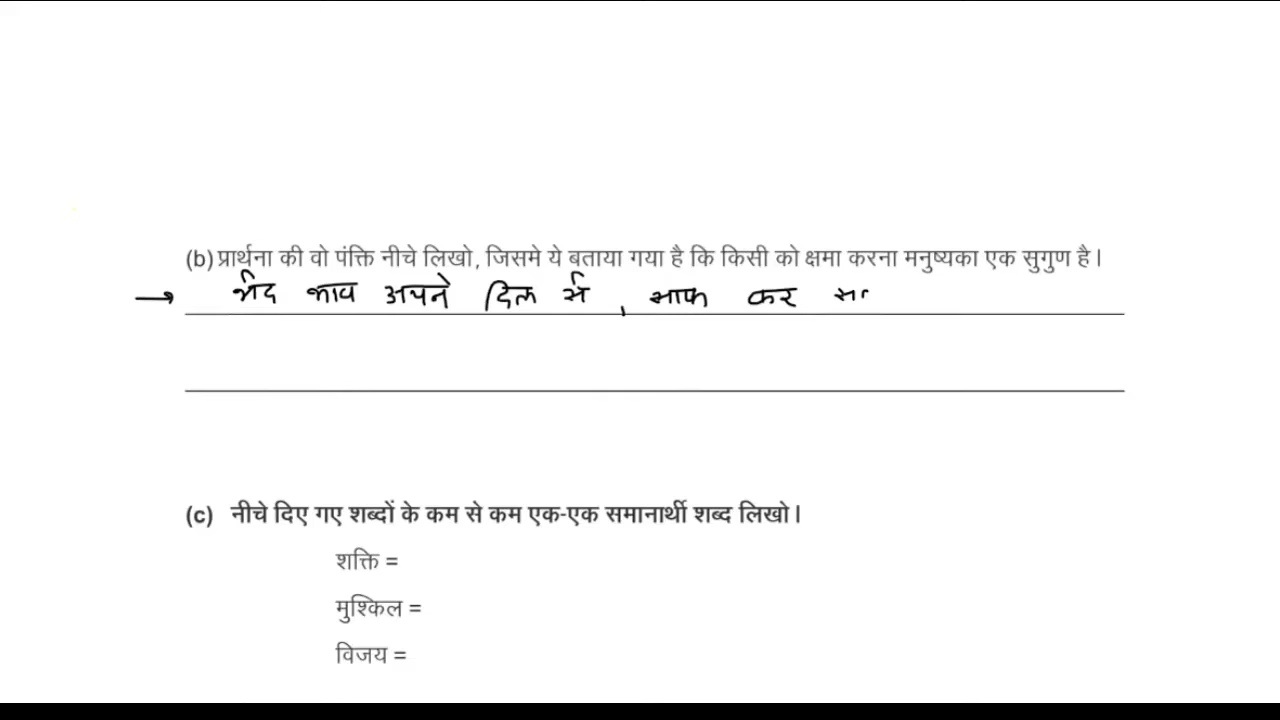 (b) प्रार्थना की वो पंक्ति नीचे लिखो, जिसमे ये बताया गया है कि किसी को क्षमा करना मनुष्यका एक सुगुण है।
→ भेद भाव अपने दिल से , माफ कर
(c) नीचे दिए गए शब्दों के कम से कम एक-एक समानार्थी शब्द लिखो।
शक्ति =
मुश्किल =
विजय =